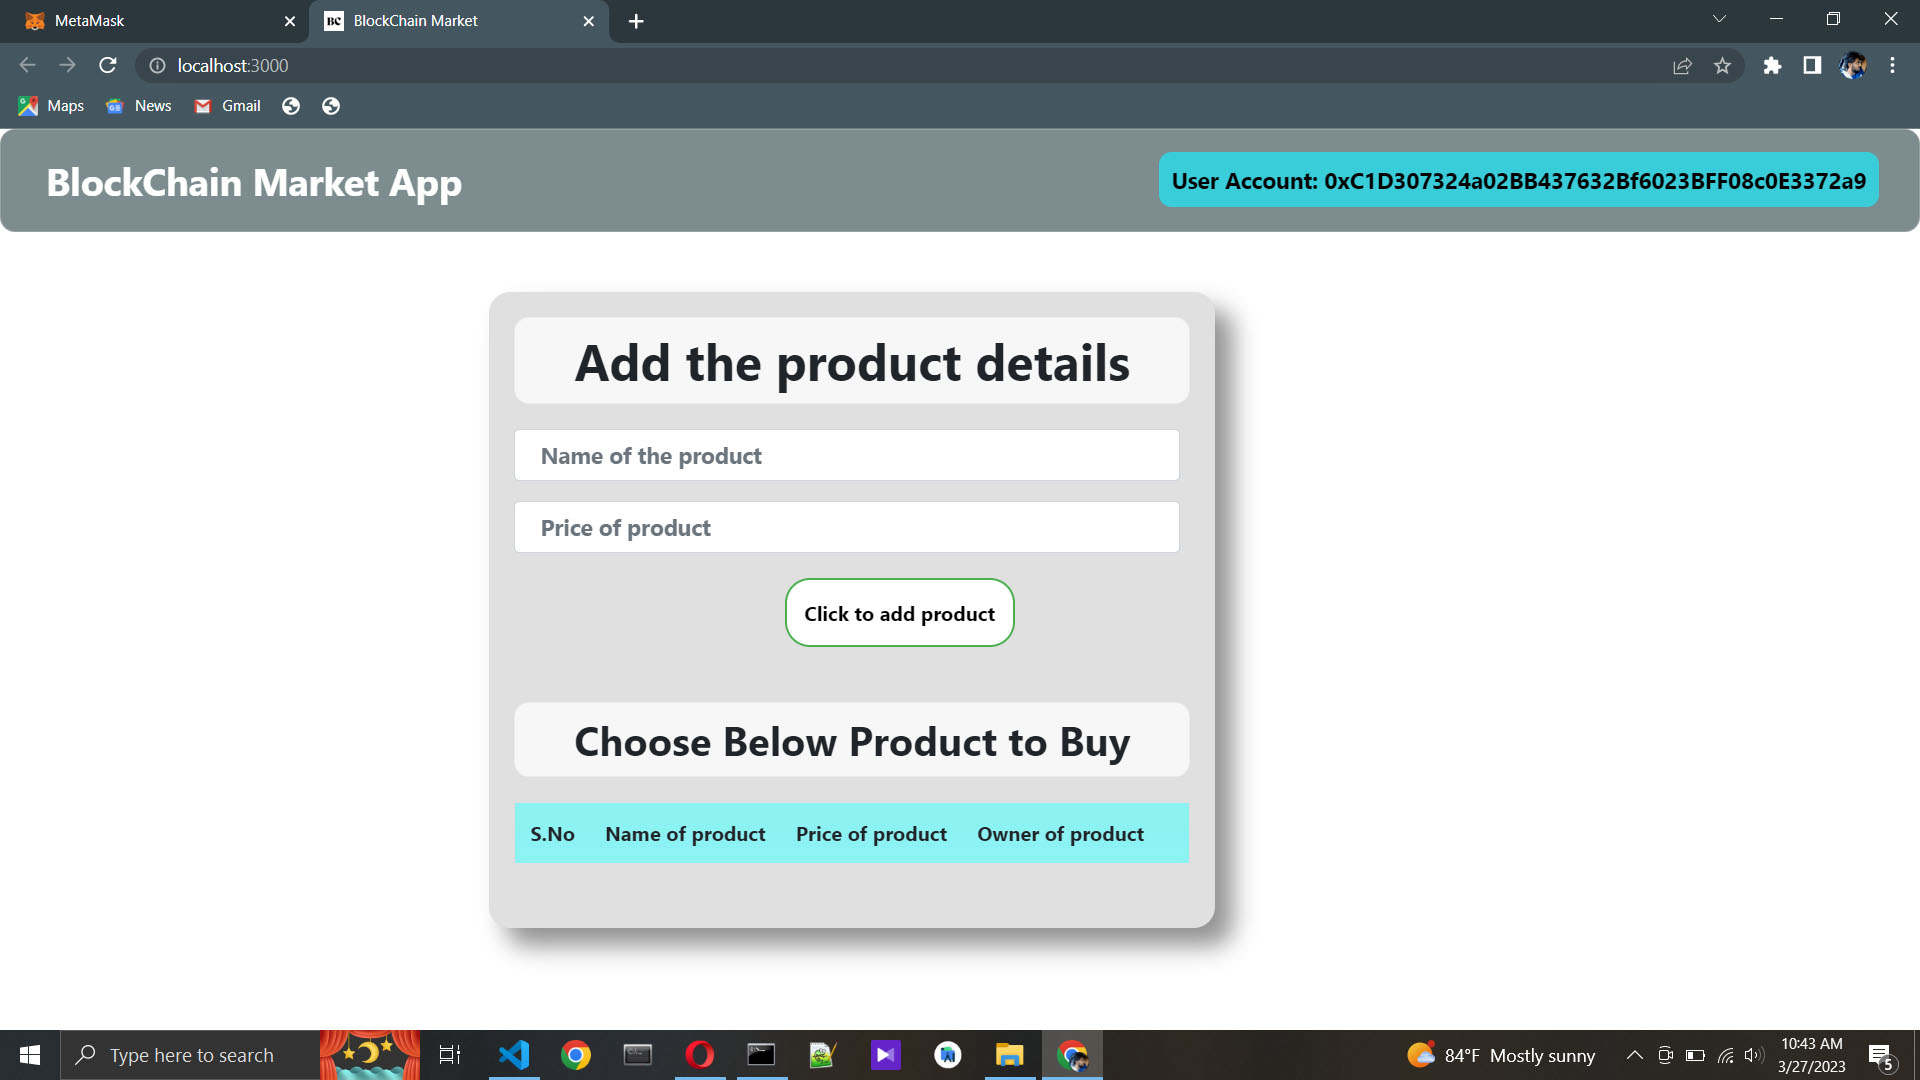 MetaMask
BC BlockChain Market
localhost:3000
Maps News Gmail
BlockChain Market App
User Account: 0xC1D307324a02BB437632Bf6023BFF08c0E3372a9
Add the product details
Name of the product
Price of product
Click to add product
Choose Below Product to Buy
S.No Name of product Price of product Owner of product
Type here to search
84°F Mostly sunny
10:43 AM
3/27/2023
5